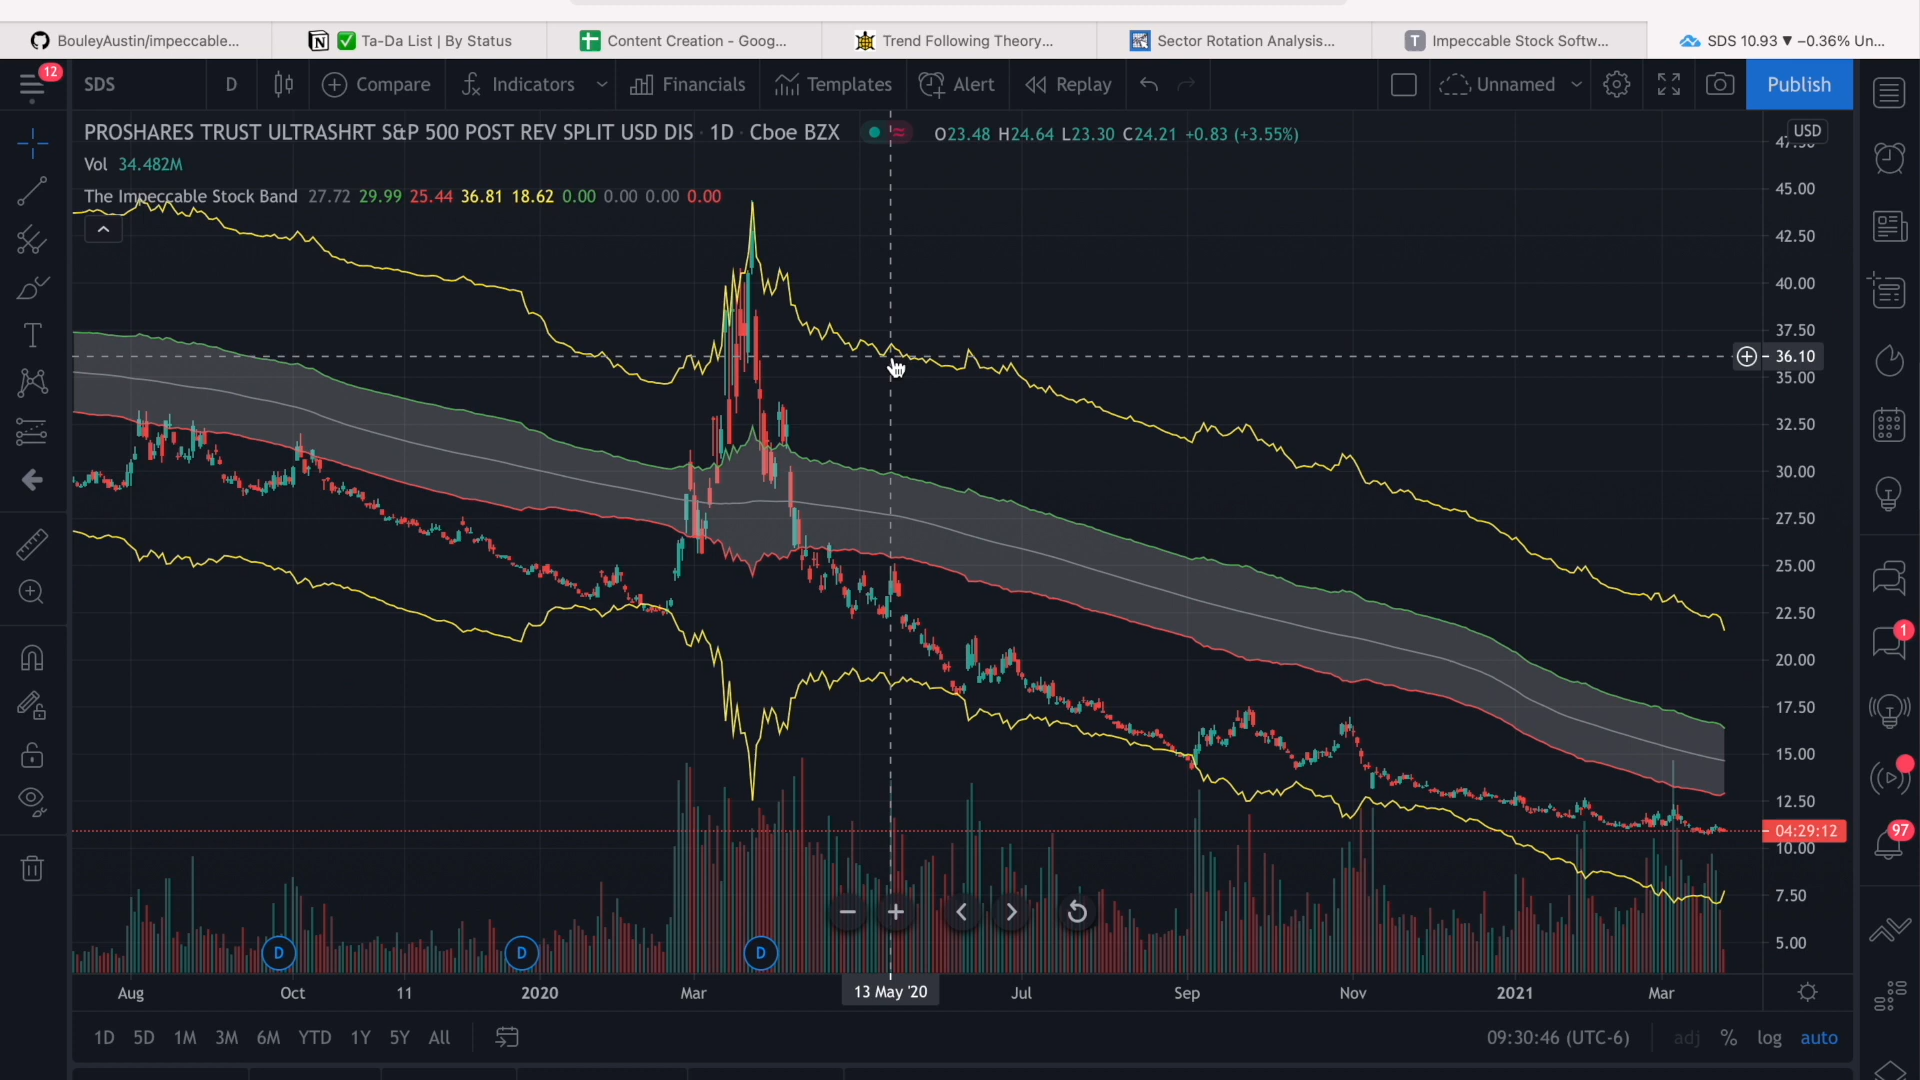 BouleyAustin/impeccable...
Ta-Da List | By Status
Content Creation - Goog...
Trend Following Theory...
Sector Rotation Analysis...
T Impeccable Stock Softw...
SDS 10.93 ▼ −0.36% Un...
12
SDS
D
Compare
Indicators
Financials
Templates
Alert
Replay
Unnamed
Publish
PROSHARES TRUST ULTRASHRT S&P 500 POST REV SPLIT USD DIS · 1D · Cboe BZX
O23.48 H24.64 L23.30 C24.21 +0.83 (+3.55%)
USD
Vol 34.482M
The Impeccable Stock Band 27.72 29.99 25.44 36.81 18.62 0.00 0.00 0.00 0.00
47.50
45.00
42.50
40.00
37.50
36.10
35.00
32.50
30.00
27.50
25.00
22.50
20.00
17.50
15.00
12.50
04:29:12
10.00
7.50
5.00
1
97
D
D
D
Aug
Oct
11
2020
Mar
13 May '20
Jul
Sep
Nov
2021
Mar
1D 5D 1M 3M 6M YTD 1Y 5Y All
09:30:46 (UTC-6)
adj % log auto